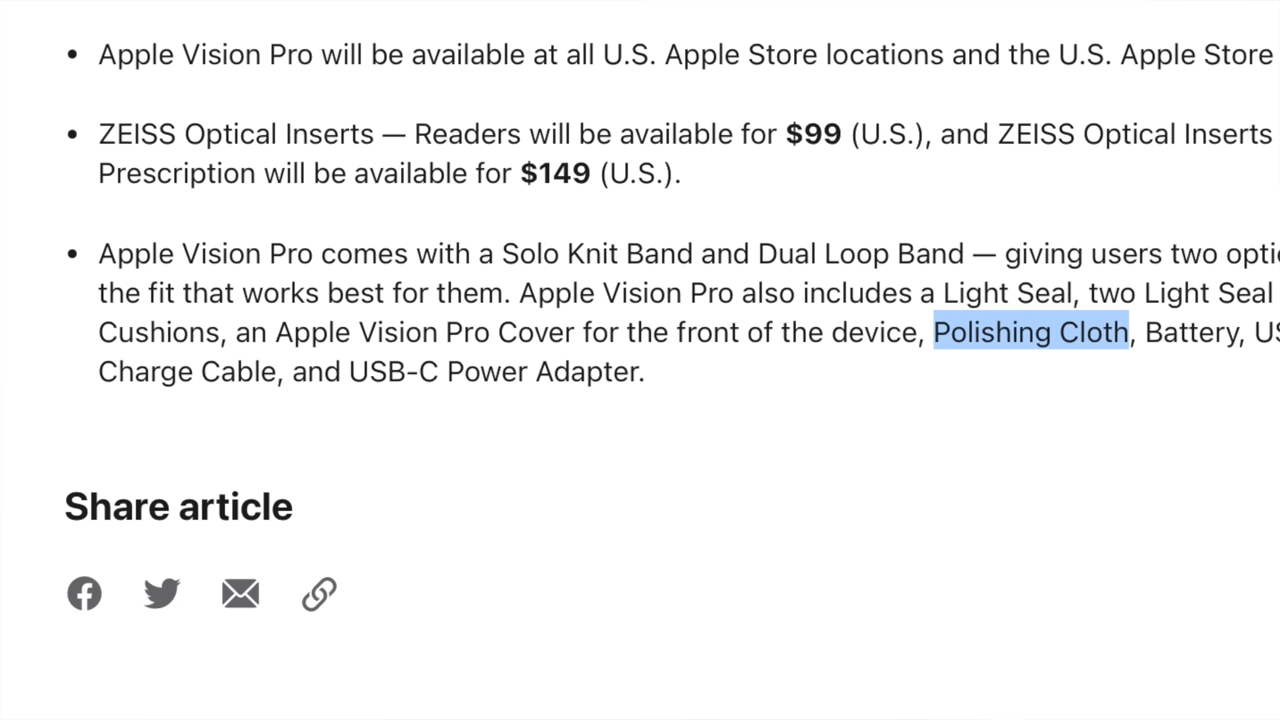 • Apple Vision Pro will be available at all U.S. Apple Store locations and the U.S. Apple Store
• ZEISS Optical Inserts — Readers will be available for $99 (U.S.), and ZEISS Optical Inserts
Prescription will be available for $149 (U.S.).
• Apple Vision Pro comes with a Solo Knit Band and Dual Loop Band — giving users two
the fit that works best for them. Apple Vision Pro also includes a Light Seal, two Light Seal
Cushions, an Apple Vision Pro Cover for the front of the device, Polishing Cloth, Battery,
Charge Cable, and USB-C Power Adapter.
Share article